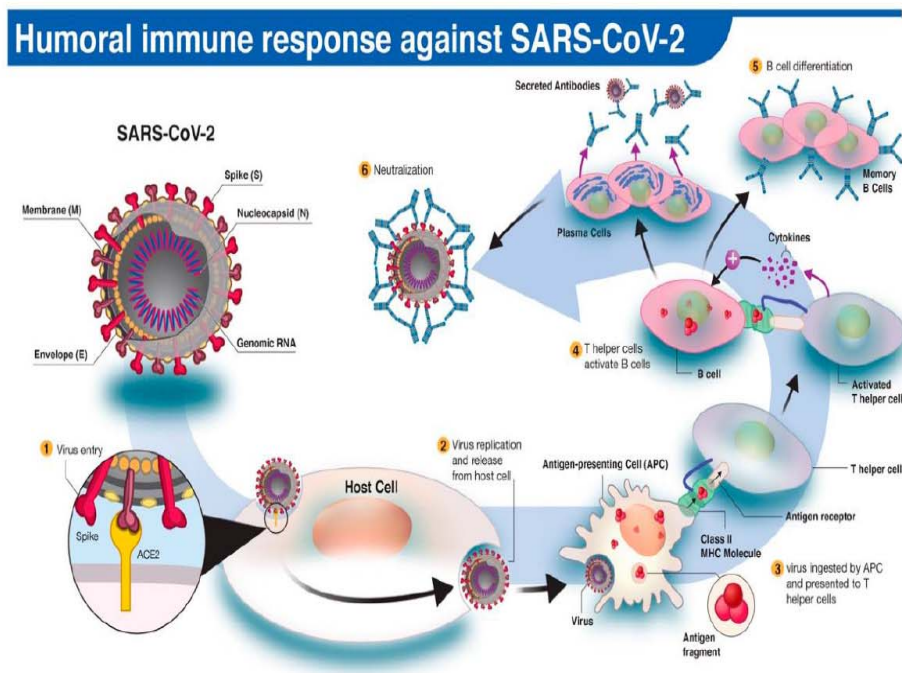 Humoral immune response against SARS-CoV-2
SARS-CoV-2
Spike (S)
Membrane (M)
Nucleocapsid (N)
Envelope (E)
Genomic RNA
1 Virus entry
Spike
ACE2
Host Cell
2 Virus replication
and release
from host cell
Virus
Antigen-presenting Cell (APC)
Class II
MHC Molecule
Antigen receptor
T helper cell
3 virus ingested by APC
and presented to T
helper cells
Antigen
fragment
Activated
T helper cell
Cytokines
+
4 T helper cells
activate B cells
B cell
5 B cell differentiation
Memory
B Cells
Secreted Antibodies
Plasma Cells
6 Neutralization